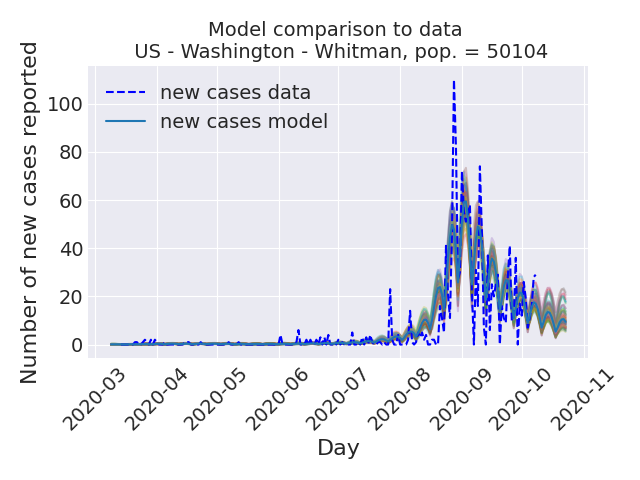 Model comparison to data
US - Washington - Whitman, pop. = 50104
Number of new cases reported
new cases data
new cases model
100
80
60
40
20
0
2020-03
2020-04
2020-05
2020-06
2020-07
2020-08
2020-09
2020-10
2020-11
Day